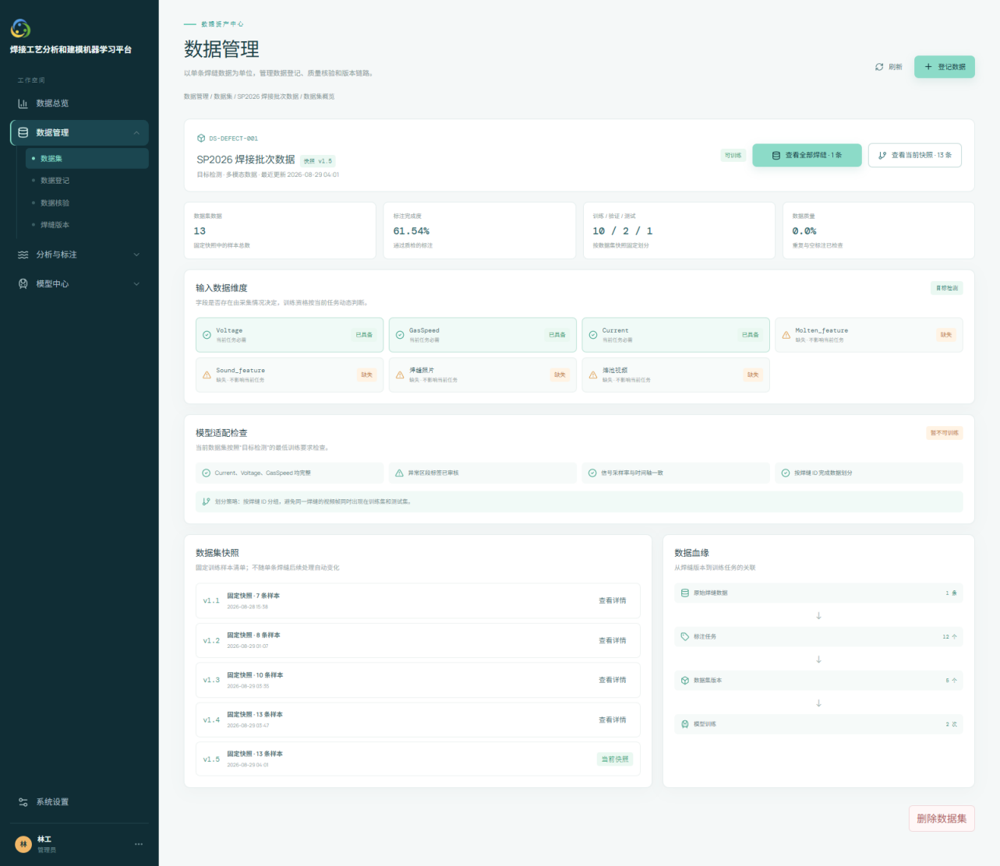 焊接工艺分析和建模机器学习平台
工作空间
数据总览
数据管理
数据集
数据登记
数据核验
焊缝版本
分析与标注
模型中心
系统设置
林
林工
管理员
数据资产中心
数据管理
以单条焊缝数据为单位，管理数据登记、质量核验和版本链路。
刷新
登记数据
数据管理 / 数据集 / SP2026 焊接批次数据 / 数据集概览
DS-DEFECT-001
SP2026 焊接批次数据
快照 v1.5
目标检测 · 多模态数据 · 最近更新 2026-08-29 04:01
可训练
查看全部焊缝 · 1 条
查看当前快照 · 13 条
数据集数据
13
固定快照中的样本总数
标注完成度
61.54%
通过质检的标注
训练 / 验证 / 测试
10 / 2 / 1
按数据集快照固定划分
数据质量
0.0%
重复与空标注已检查
输入数据维度
目标检测
字段是否存在由采集情况决定，训练资格按当前任务动态判断。
Voltage
当前任务必需
已具备
GasSpeed
当前任务必需
已具备
Current
当前任务必需
已具备
Molten_feature
缺失 · 不影响当前任务
缺失
Sound_feature
缺失 · 不影响当前任务
缺失
焊缝照片
缺失 · 不影响当前任务
缺失
熔池视频
缺失 · 不影响当前任务
缺失
模型适配检查
暂不可训练
当前数据集按照“目标检测”的最低训练要求检查。
Current、Voltage、GasSpeed 均完整
异常区段标签已审核
信号采样率与时间轴一致
按焊缝 ID 完成数据划分
划分策略：按焊缝 ID 分组，避免同一焊缝的视频帧同时出现在训练集和测试集。
数据集快照
固定训练样本清单；不随单条焊缝后续处理自动变化
v1.1
固定快照 · 7 条样本
2026-08-28 15:58
查看详情
v1.2
固定快照 · 8 条样本
2026-08-29 01:07
查看详情
v1.3
固定快照 · 10 条样本
2026-08-29 03:35
查看详情
v1.4
固定快照 · 13 条样本
2026-08-29 03:47
查看详情
v1.5
固定快照 · 13 条样本
2026-08-29 04:01
当前快照
数据血缘
从焊缝版本到训练任务的关联
原始焊缝数据
1 条
标注任务
12 个
数据集版本
5 个
模型训练
2 次
删除数据集